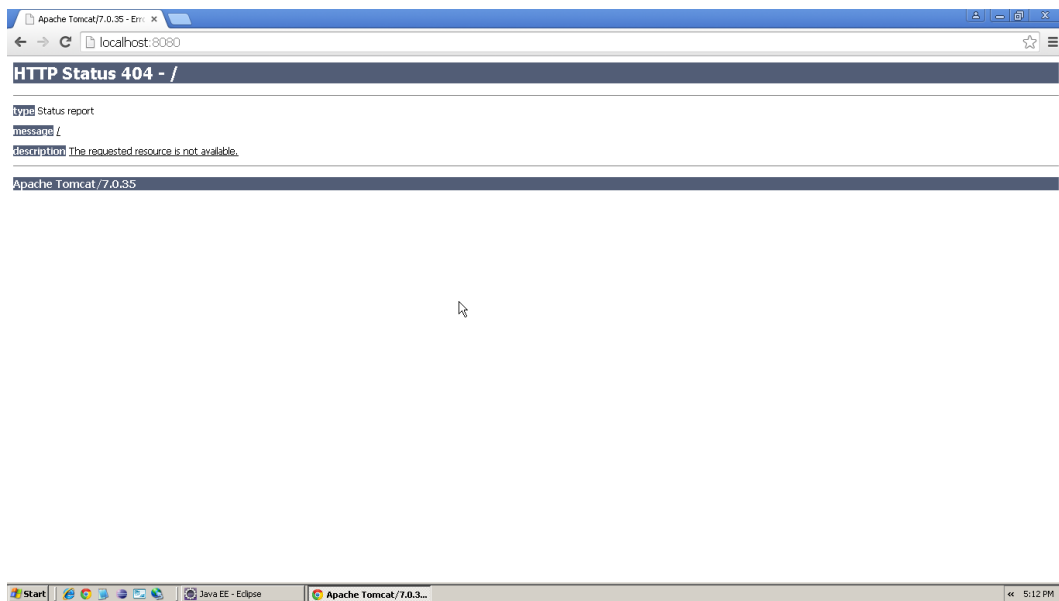 Apache Tomcat/7.0.35 - Err
localhost:8080
HTTP Status 404 - /
type Status report
message /
description The requested resource is not available.
Apache Tomcat/7.0.35
Start
Java EE - Eclipse
Apache Tomcat/7.0.3...
5:12 PM